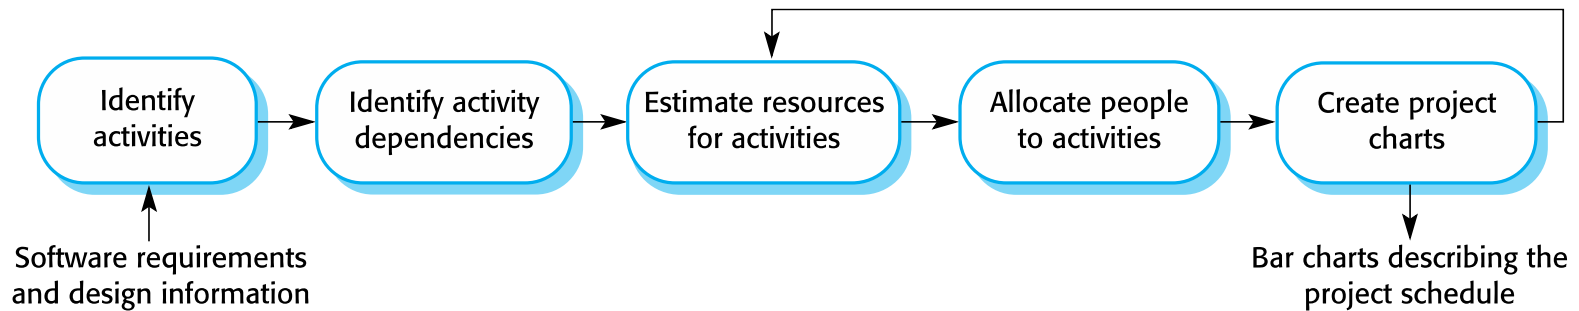 Identify
activities
Identify activity
dependencies
Estimate resources
for activities
Allocate people
to activities
Create project
charts
Software requirements
and design information
Bar charts describing the
project schedule